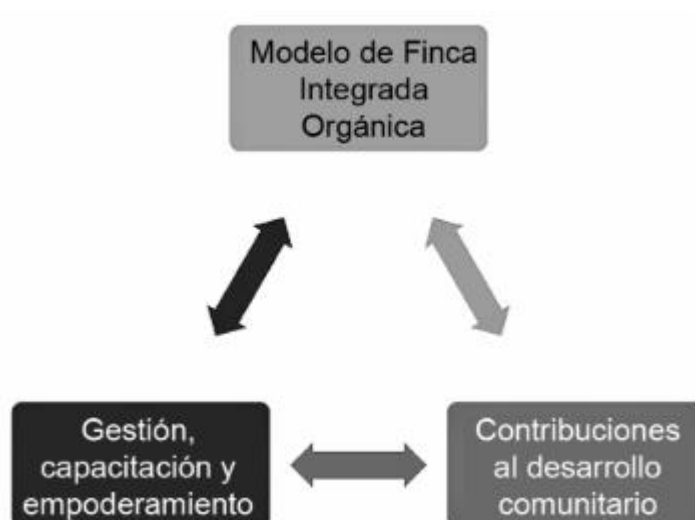 Modelo de Finca
Integrada
Orgánica
Gestión,
capacitación y
empoderamiento
Contribuciones
al desarrollo
comunitario